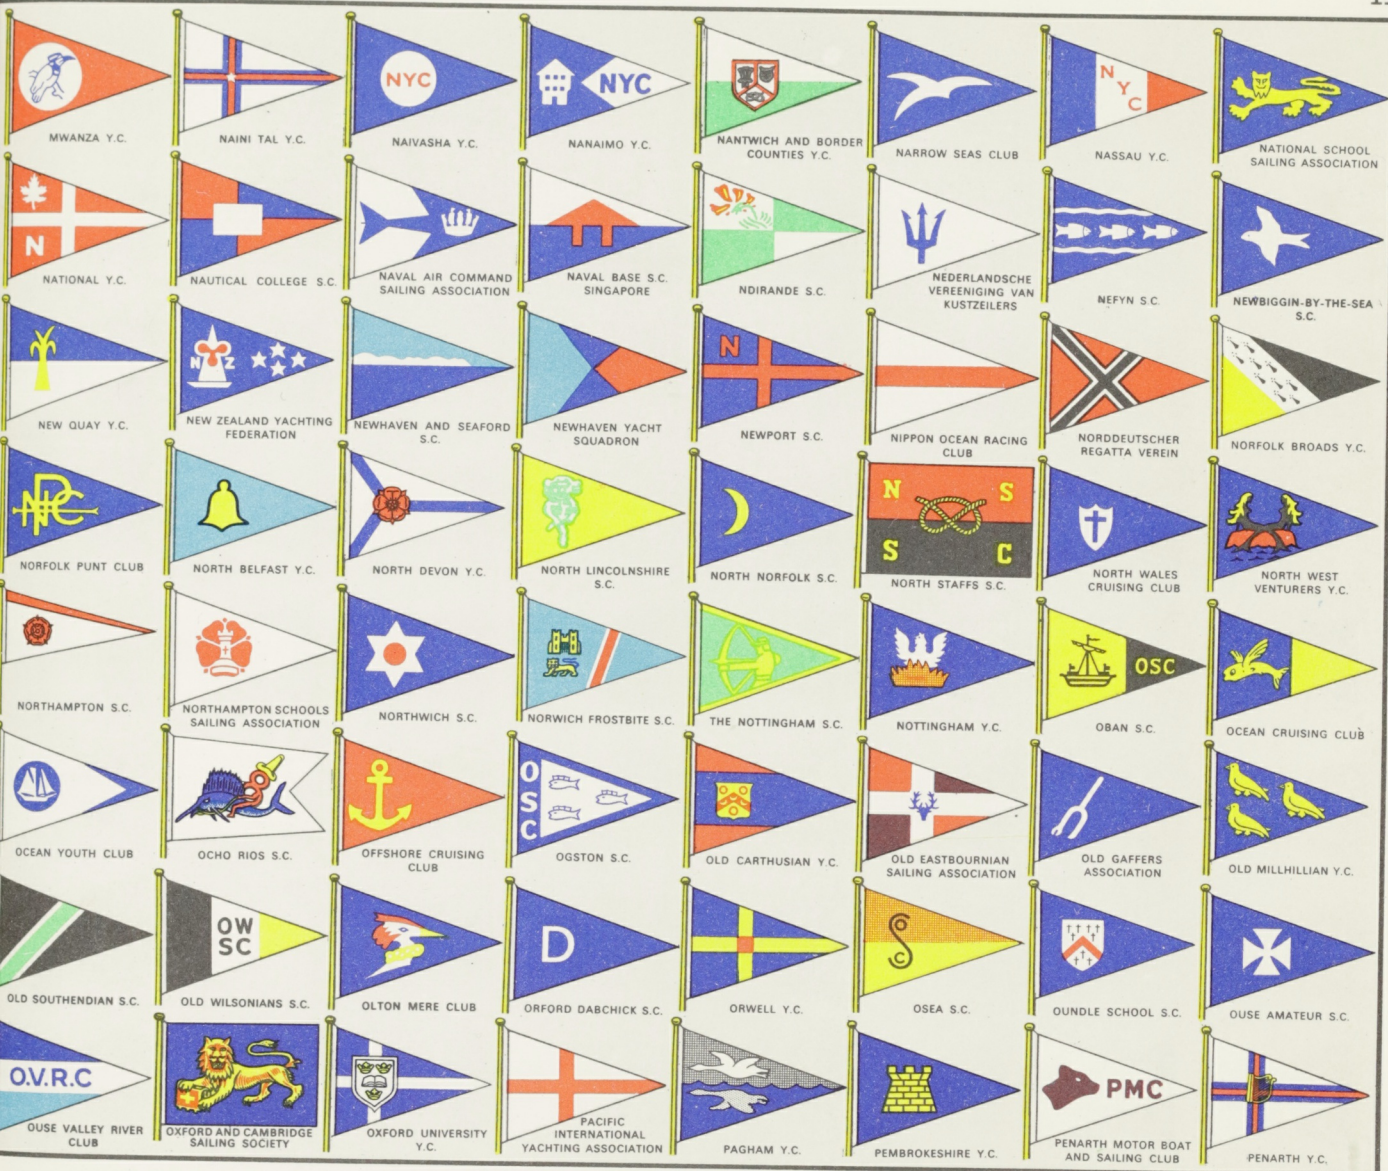 NYC
NYC
N
Y
C
MWANZA Y.C.
NAINI TAL Y.C.
NAIVASHA Y.C.
NANAIMO Y.C.
NANTWICH AND BORDER
COUNTIES Y.C.
NARROW SEAS CLUB
NASSAU Y.C.
NATIONAL SCHOOL
SAILING ASSOCIATION
N
NATIONAL Y.C.
NAUTICAL COLLEGE S.C.
NAVAL AIR COMMAND
SAILING ASSOCIATION
NAVAL BASE S.C.
SINGAPORE
NDIRANDE S.C.
NEDERLANDSCHE
VEREENIGING VAN
KUSTZEILERS
NEFYN S.C.
NEWBIGGIN-BY-THE-SEA
S.C.
N Z
N
NEW QUAY Y.C.
NEW ZEALAND YACHTING
FEDERATION
NEWHAVEN AND SEAFORD
S.C.
NEWHAVEN YACHT
SQUADRON
NEWPORT S.C.
NIPPON OCEAN RACING
CLUB
NORDDEUTSCHER
REGATTA VEREIN
NORFOLK BROADS Y.C.
NPC
N S
S C
NORFOLK PUNT CLUB
NORTH BELFAST Y.C.
NORTH DEVON Y.C.
NORTH LINCOLNSHIRE
S.C.
NORTH NORFOLK S.C.
NORTH STAFFS S.C.
NORTH WALES
CRUISING CLUB
NORTH WEST
VENTURERS Y.C.
OSC
NORTHAMPTON S.C.
NORTHAMPTON SCHOOLS
SAILING ASSOCIATION
NORTHWICH S.C.
NORWICH FROSTBITE S.C.
THE NOTTINGHAM S.C.
NOTTINGHAM Y.C.
OBAN S.C.
OCEAN CRUISING CLUB
O
S
C
OCEAN YOUTH CLUB
OCHO RIOS S.C.
OFFSHORE CRUISING
CLUB
OGSTON S.C.
OLD CARTHUSIAN Y.C.
OLD EASTBOURNIAN
SAILING ASSOCIATION
OLD GAFFERS
ASSOCIATION
OLD MILLHILLIAN Y.C.
OW
SC
D
O
S
C
OLD SOUTHENDIAN S.C.
OLD WILSONIANS S.C.
OLTON MERE CLUB
ORFORD DABCHICK S.C.
ORWELL Y.C.
OSEA S.C.
OUNDLE SCHOOL S.C.
OUSE AMATEUR S.C.
O.V.R.C
PMC
OUSE VALLEY RIVER
CLUB
OXFORD AND CAMBRIDGE
SAILING SOCIETY
OXFORD UNIVERSITY
Y.C.
PACIFIC
INTERNATIONAL
YACHTING ASSOCIATION
PAGHAM Y.C.
PEMBROKESHIRE Y.C.
PENARTH MOTOR BOAT
AND SAILING CLUB
PENARTH Y.C.